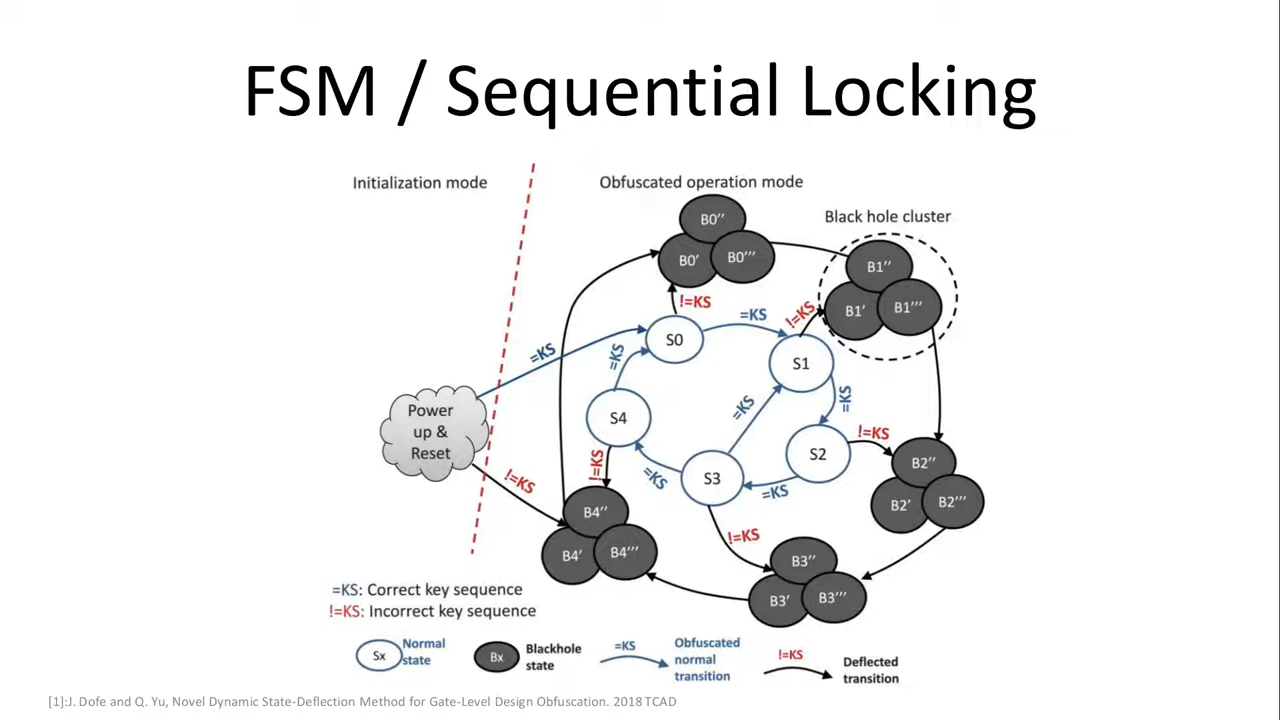 FSM / Sequential Locking
Initialization mode
Obfuscated operation mode
Black hole cluster
B0''
B0'
B0'''
B1''
B1'
B1'''
!=KS
=KS
!=KS
S0
=KS
=KS
S1
Power
up &
Reset
S4
=KS
=KS
!=KS
S2
B2''
B2'
B2'''
!=KS
!=KS
=KS
S3
=KS
B4''
B4'
B4'''
!=KS
B3''
B3'
B3'''
=KS: Correct key sequence
!=KS: Incorrect key sequence
Sx
Normal
state
Bx
Blackhole
state
=KS
Obfuscated
normal
transition
!=KS
Deflected
transition
[1]:J. Dofe and Q. Yu, Novel Dynamic State-Deflection Method for Gate-Level Design Obfuscation. 2018 TCAD